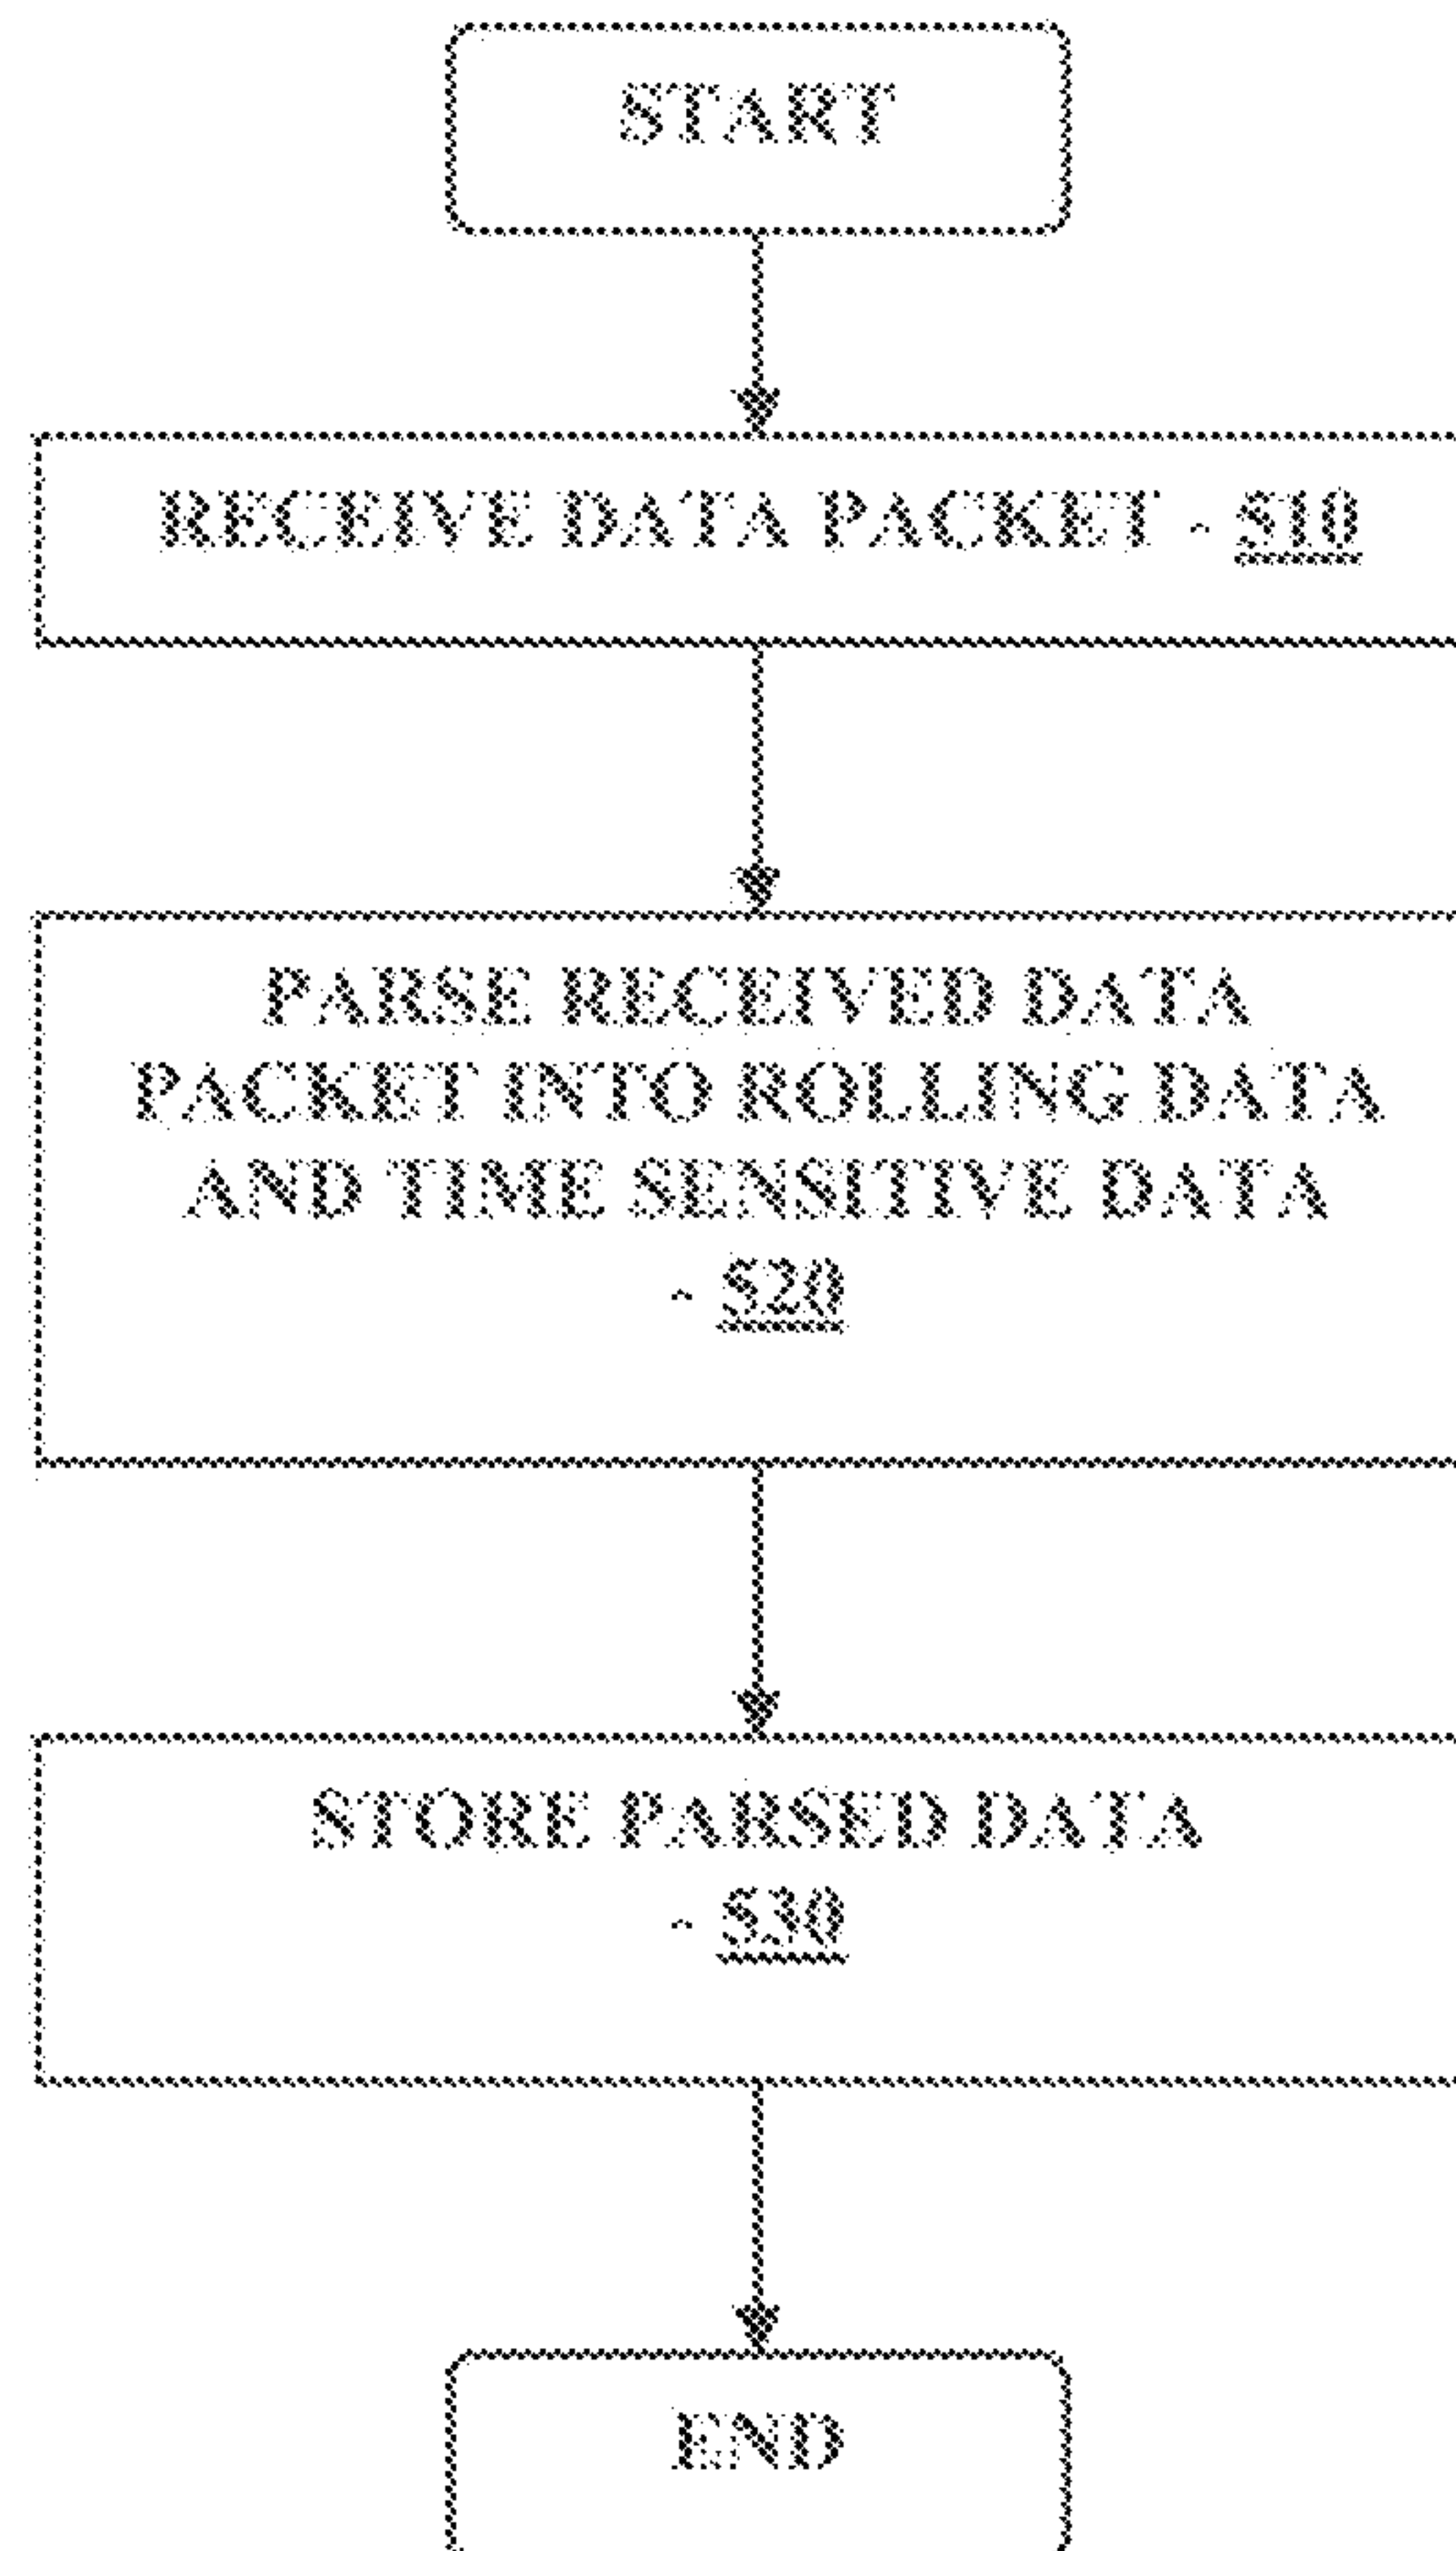 START
RECEIVE DATA PACKET - S10
PARSE RECEIVED DATA
PACKET INTO ROLLING DATA
AND TIME SENSITIVE DATA
- S20
STORE PARSED DATA
- S30
END